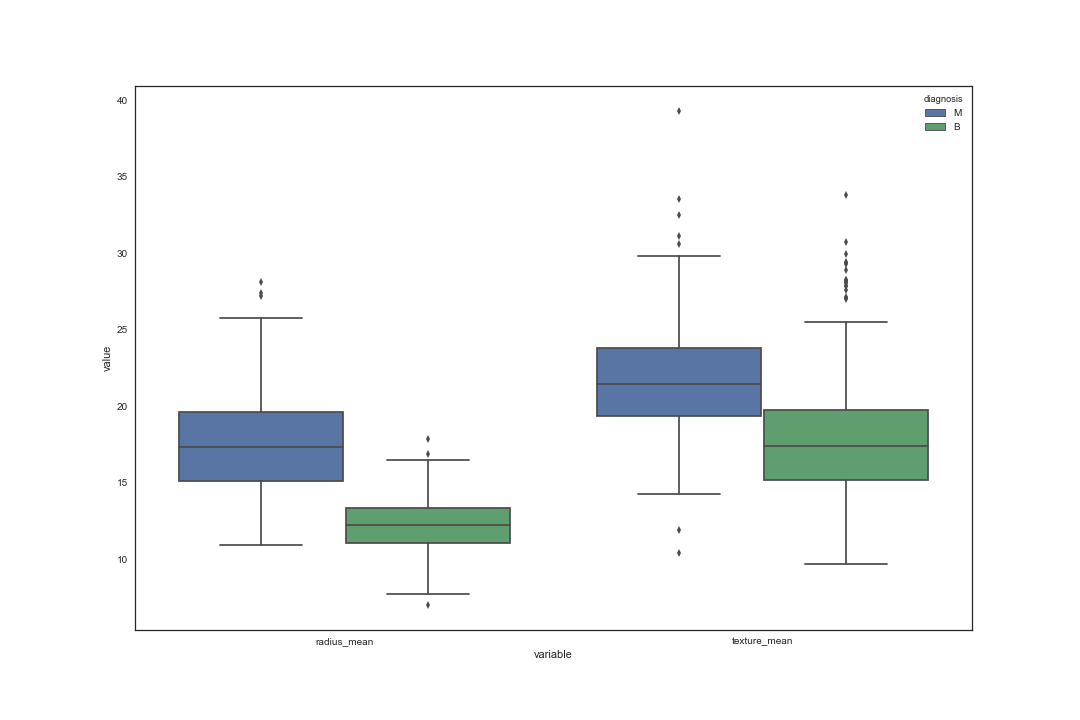 diagnosis
M
B
40
35
30
25
20
15
10
value
radius_mean texture_mean
variable